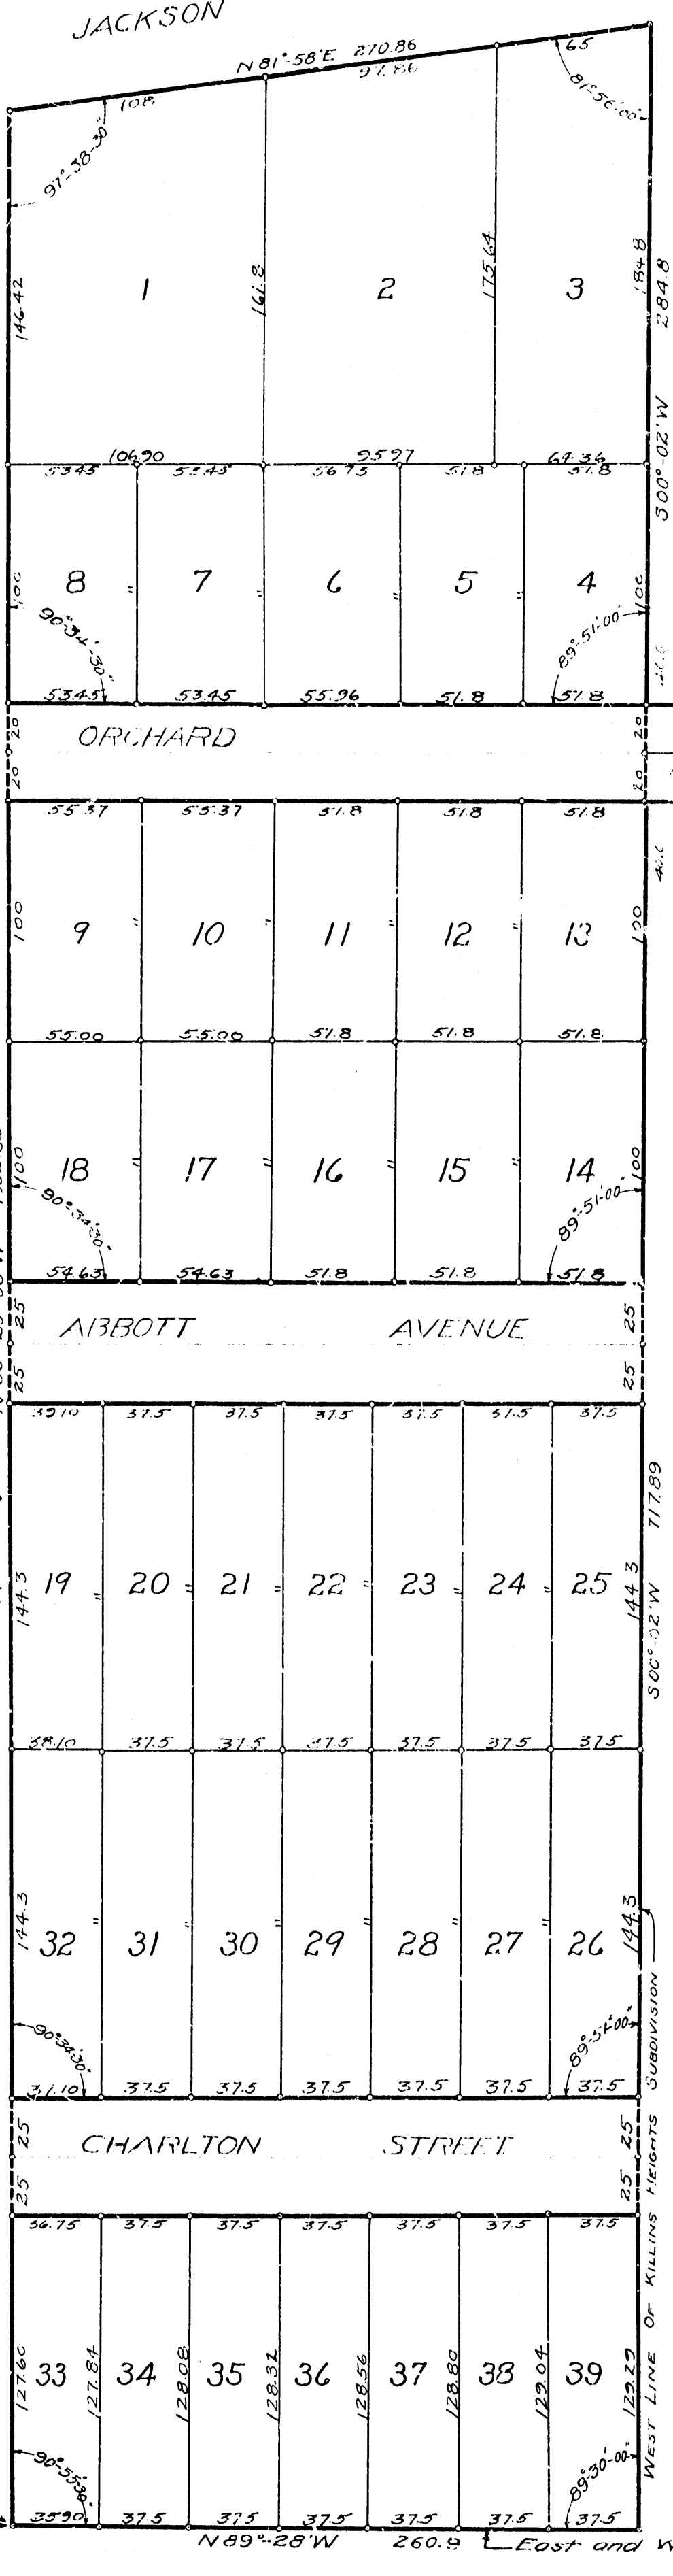 JACKSON
N 81°-58'E 270.86
108 97.86 65
97°-38'-30" 81°-56'-00"
146.42 1 161.8 2 175.64 3 184.8
284.8
S 00°-02' W
106.90 95.97 64.36
53.45 53.45 56.75 51.8 51.8
100 8 " 7 " 6 " 5 " 4 100
90°-34'-30" 89°-51'-00"
53.45 53.45 55.96 51.8 51.8
20 20
ORCHARD
20 20
55.37 55.37 51.8 51.8 51.8
100 9 " 10 " 11 " 12 " 13 100
55.00 55.00 51.8 51.8 51.8
100 18 " 17 " 16 " 15 " 14 100
90°-34'-30" 89°-51'-00"
54.63 54.63 51.8 51.8 51.8
25 25
ABBOTT AVENUE
25 25
39.10 37.5 37.5 37.5 37.5 37.5 37.5
144.3 19 " 20 " 21 " 22 " 23 " 24 " 25 144.3
S 00°-02' W 717.89
38.10 37.5 37.5 37.5 37.5 37.5 37.5
144.3 32 " 31 " 30 " 29 " 28 " 27 " 26 144.3
90°-34'-30" 89°-51'-00"
37.10 37.5 37.5 37.5 37.5 37.5 37.5
25 25
CHARLTON STREET
25 25
36.75 37.5 37.5 37.5 37.5 37.5 37.5
127.60 33 127.84 34 128.08 35 128.32 36 128.56 37 128.80 38 129.04 39 129.29
WEST LINE OF KILLINS HEIGHTS SUBDIVISION
90°-55'-30" 89°-30'-00"
35.90 37.5 37.5 37.5 37.5 37.5 37.5
N 89°-28' W 260.9 East and W